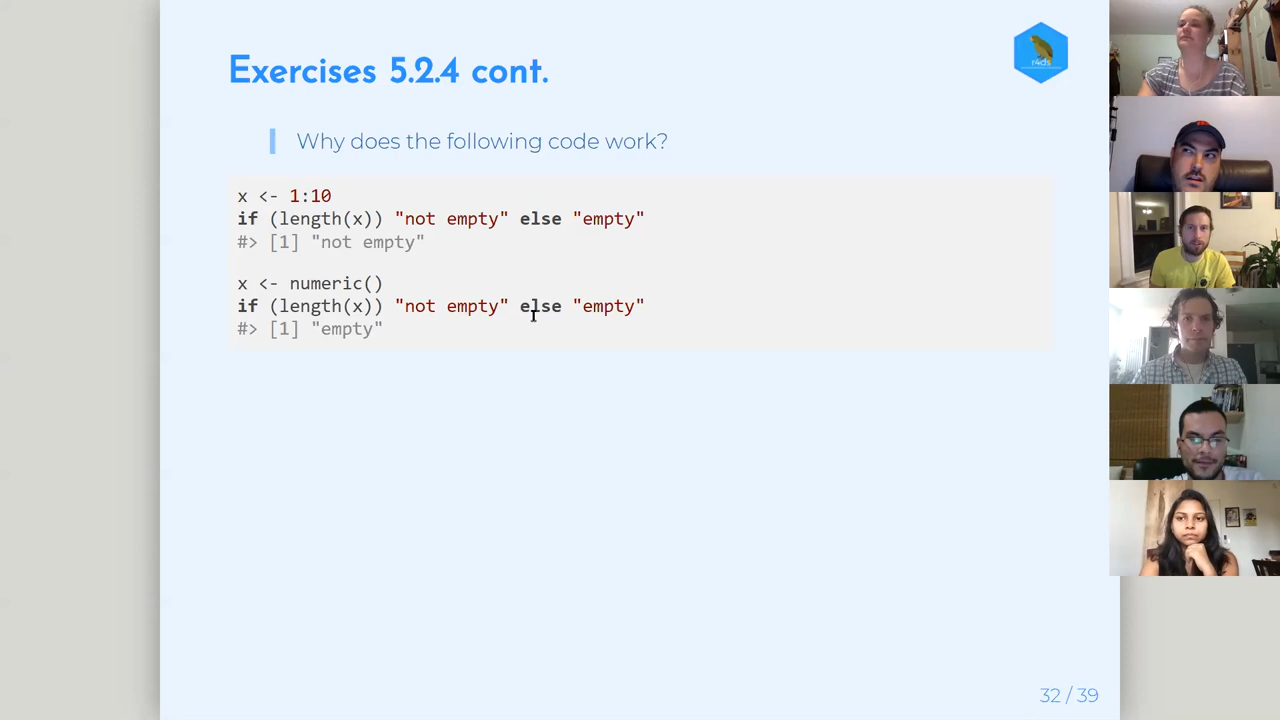 Exercises 5.2.4 cont.
r4ds
Why does the following code work?
x <- 1:10
if (length(x)) "not empty" else "empty"
#> [1] "not empty"
x <- numeric()
if (length(x)) "not empty" else "empty"
#> [1] "empty"
32 / 39